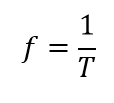 f = 1/T